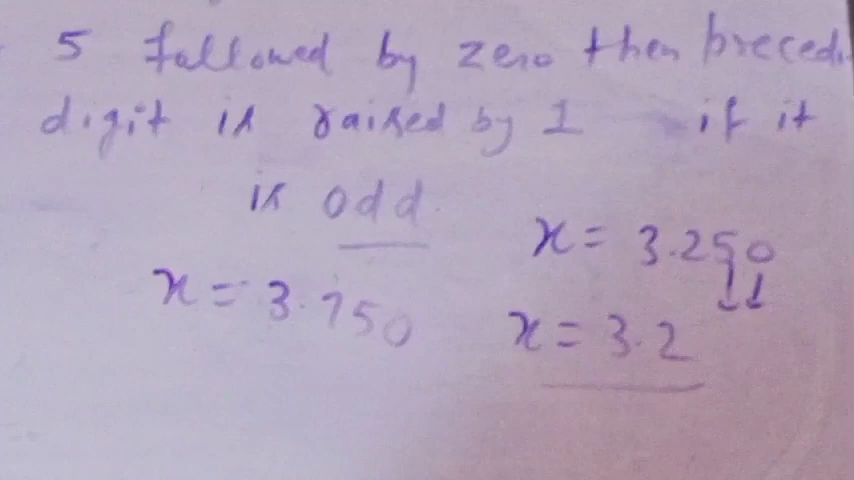 5 followed by zero then precedi
digit is raised by 1 if it
is odd.
x = 3.250
x = 3.750
x = 3.2